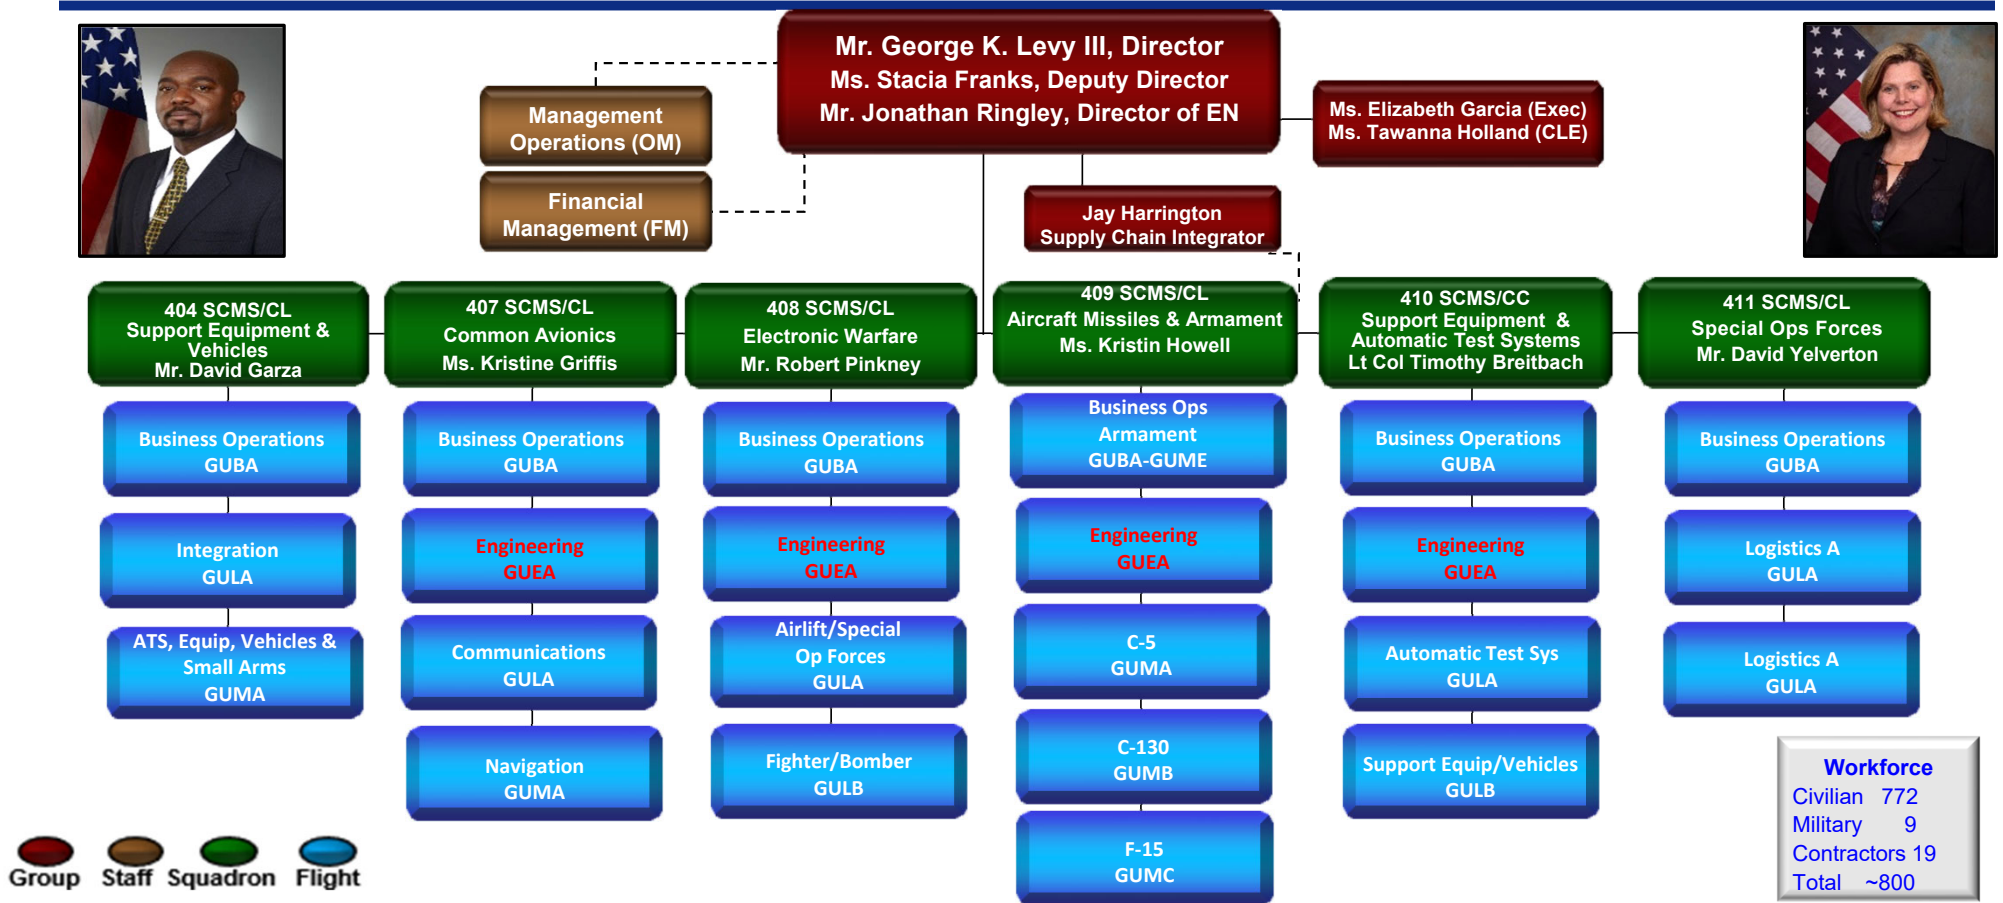 Mr. George K. Levy III, Director
Ms. Stacia Franks, Deputy Director
Mr. Jonathan Ringley, Director of EN
Management
Operations (OM)
Financial
Management (FM)
Ms. Elizabeth Garcia (Exec)
Ms. Tawanna Holland (CLE)
Jay Harrington
Supply Chain Integrator
404 SCMS/CL
Support Equipment &
Vehicles
Mr. David Garza
Business Operations
GUBA
Integration
GULA
ATS, Equip, Vehicles &
Small Arms
GUMA
407 SCMS/CL
Common Avionics
Ms. Kristine Griffis
Business Operations
GUBA
Engineering
GUEA
Communications
GULA
Navigation
GUMA
408 SCMS/CL
Electronic Warfare
Mr. Robert Pinkney
Business Operations
GUBA
Engineering
GUEA
Airlift/Special
Op Forces
GULA
Fighter/Bomber
GULB
409 SCMS/CL
Aircraft Missiles & Armament
Ms. Kristin Howell
Business Ops
Armament
GUBA-GUME
Engineering
GUEA
C-5
GUMA
C-130
GUMB
F-15
GUMC
410 SCMS/CC
Support Equipment &
Automatic Test Systems
Lt Col Timothy Breitbach
Business Operations
GUBA
Engineering
GUEA
Automatic Test Sys
GULA
Support Equip/Vehicles
GULB
411 SCMS/CL
Special Ops Forces
Mr. David Yelverton
Business Operations
GUBA
Logistics A
GULA
Logistics A
GULA
Workforce
Civilian 772
Military 9
Contractors 19
Total ~800
Group Staff Squadron Flight